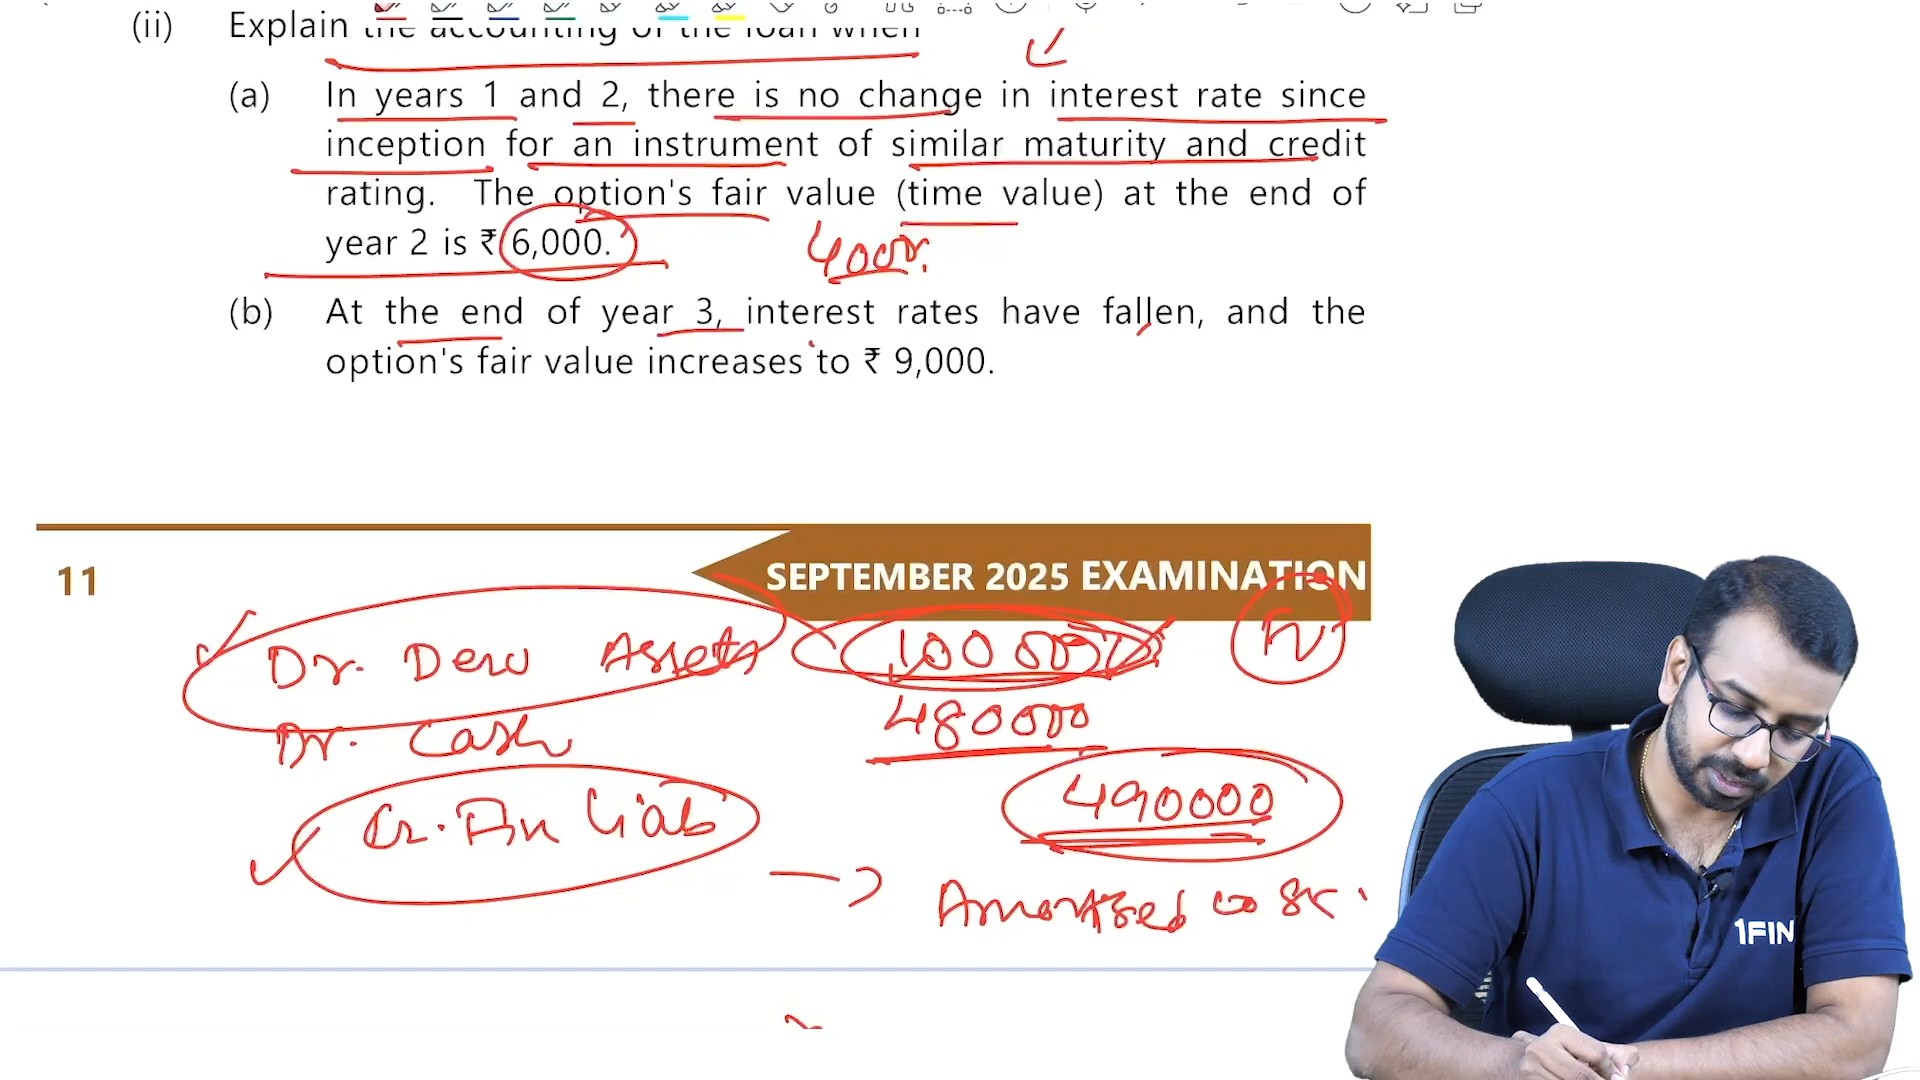 (ii) Explain the accounting of the loan when
(a) In years 1 and 2, there is no change in interest rate since
inception for an instrument of similar maturity and credit
rating. The option's fair value (time value) at the end of
year 2 is ₹ 6,000.
4000
(b) At the end of year 3, interest rates have fallen, and the
option's fair value increases to ₹ 9,000.
11
SEPTEMBER 2025 EXAMINATION
Dr. Derv Assets
FV
Dr. Cash 480000
Cr. Fin Liab 490000
Amortised cost
1FIN